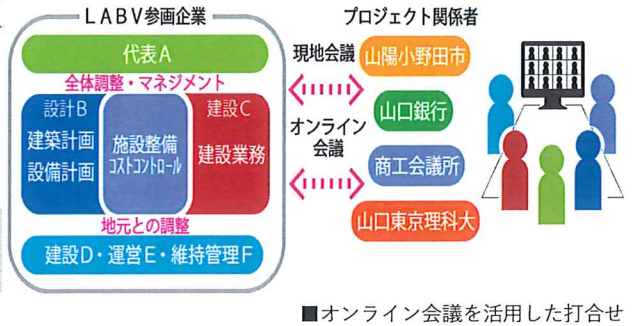 LABV参画企業
代表A
全体調整・マネジメント
設計B
建築計画
設備計画
施設整備
コストコントロール
建設C
建設業務
地元との調整
建設D・運営E・維持管理F
プロジェクト関係者
現地会議
オンライン
会議
山陽小野田市
山口銀行
商工会議所
山口東京理科大
■オンライン会議を活用した打合せ